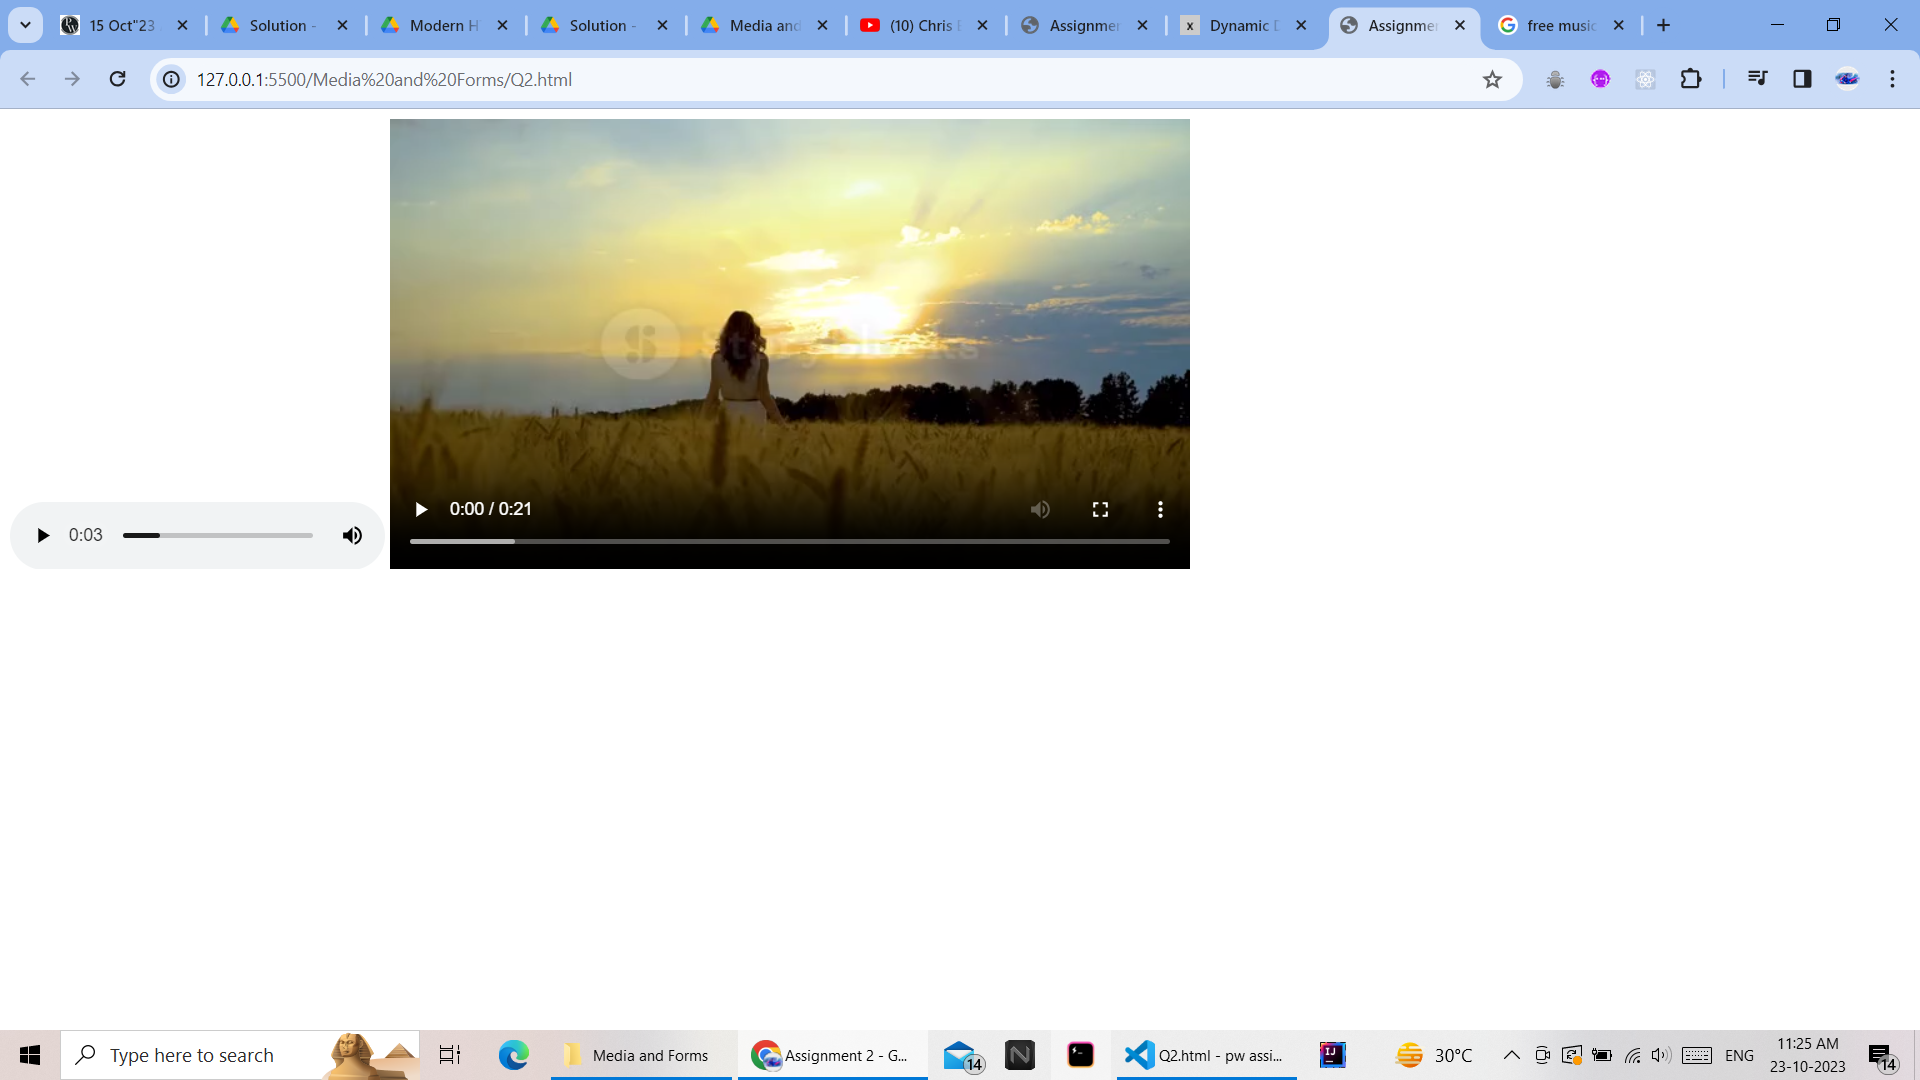 15 Oct"23
Solution -
Modern H
Solution -
Media and
(10) Chris
Assignmen
Dynamic D
Assignmen
free music
127.0.0.1:5500/Media%20and%20Forms/Q2.html
Storyblocks
0:03
0:00 / 0:21
Type here to search
Media and Forms
Assignment 2 - G...
14
Q2.html - pw assi...
30°C
ENG
11:25 AM
23-10-2023
14